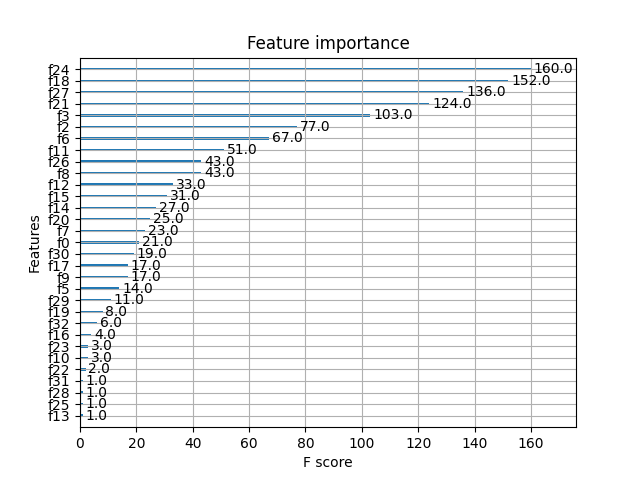 Feature importance
f24 160.0
f18 152.0
f27 136.0
f21 124.0
f3 103.0
f2 77.0
f6 67.0
f11 51.0
f26 43.0
f8 43.0
f12 33.0
f15 31.0
f14 27.0
f20 25.0
f7 23.0
f0 21.0
f30 19.0
f17 17.0
f9 17.0
f5 14.0
f29 11.0
f19 8.0
f32 6.0
f16 4.0
f23 3.0
f10 3.0
f22 2.0
f31 1.0
f28 1.0
f25 1.0
f13 1.0
Features
0 20 40 60 80 100 120 140 160
F score